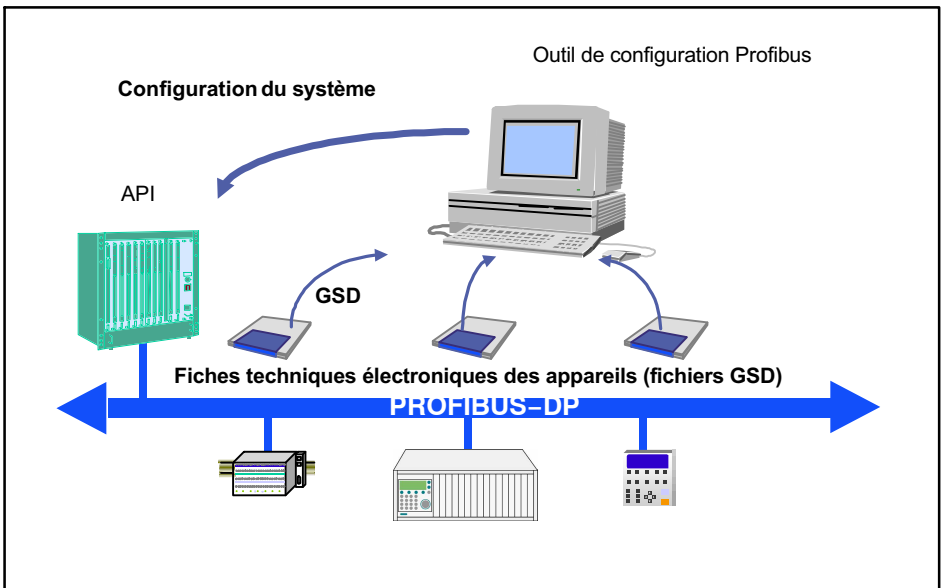 Outil de configuration Profibus
Configuration du système
API
GSD
Fiches techniques électroniques des appareils (fichiers GSD)
PROFIBUS–DP